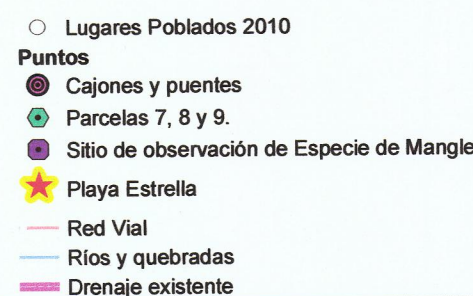 Lugares Poblados 2010
Puntos
Cajones y puentes
Parcelas 7, 8 y 9.
Sitio de observación de Especie de Mangle
Playa Estrella
Red Vial
Ríos y quebradas
Drenaje existente